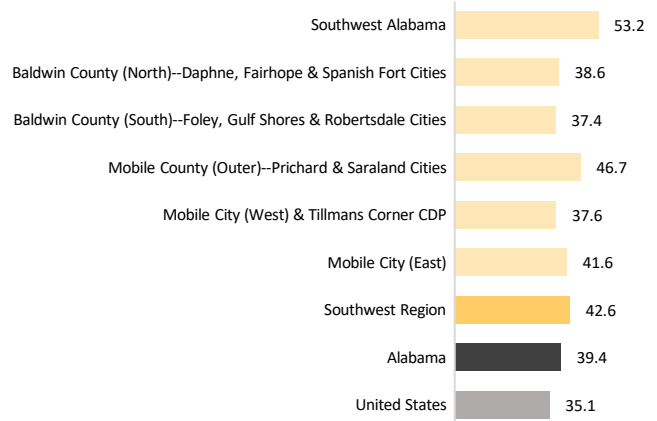 Southwest Alabama 53.2
Baldwin County (North)--Daphne, Fairhope & Spanish Fort Cities 38.6
Baldwin County (South)--Foley, Gulf Shores & Robertsdale Cities 37.4
Mobile County (Outer)--Prichard & Saraland Cities 46.7
Mobile City (West) & Tillmans Corner CDP 37.6
Mobile City (East) 41.6
Southwest Region 42.6
Alabama 39.4
United States 35.1